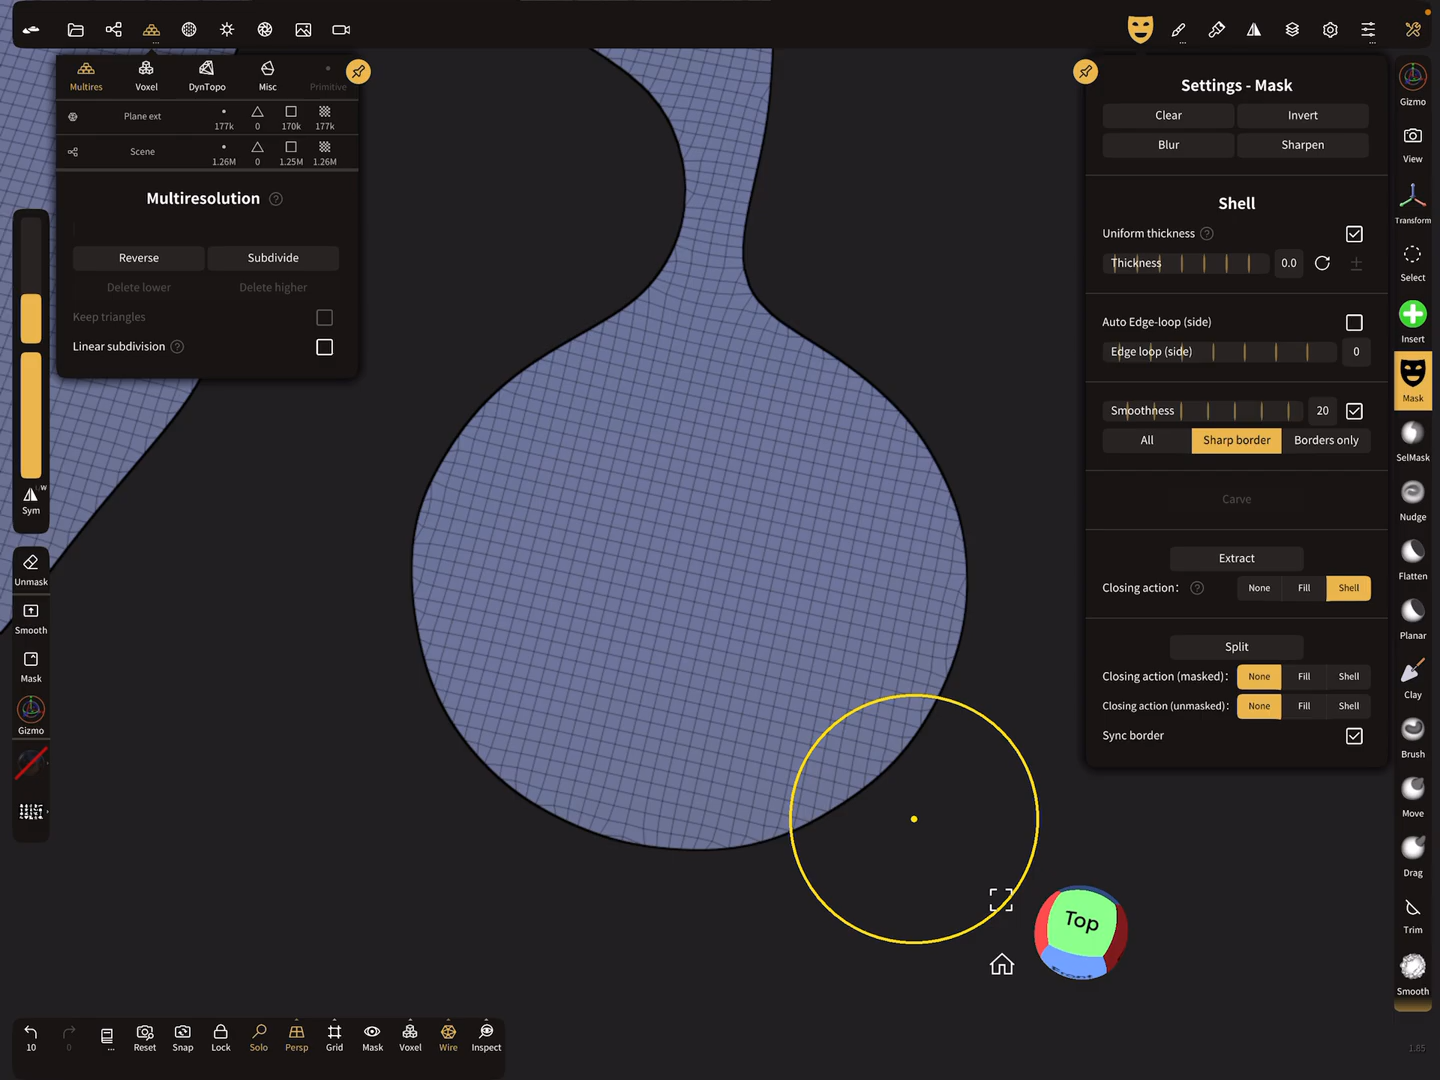 Multires Voxel DynTopo Misc Primitive
Plane ext 177k 0 170k 177k
Scene 1.26M 0 1.25M 1.26M
Multiresolution ?
Reverse Subdivide
Delete lower Delete higher
Keep triangles
Linear subdivision ?
W
Sym
Unmask
Smooth
Mask
Gizmo
Settings - Mask
Clear Invert
Blur Sharpen
Shell
Uniform thickness ?
Thickness 0.0
Auto Edge-loop (side)
Edge loop (side) 0
Smoothness 20
All Sharp border Borders only
Carve
Extract
Closing action: ? None Fill Shell
Split
Closing action (masked): None Fill Shell
Closing action (unmasked): None Fill Shell
Sync border
Gizmo
View
Transform
Select
Insert
Mask
SelMask
Nudge
Flatten
Planar
Clay
Brush
Move
Drag
Trim
Smooth
Top
10 0 ... Reset Snap Lock Solo Persp Grid Mask Voxel Wire Inspect
1.85